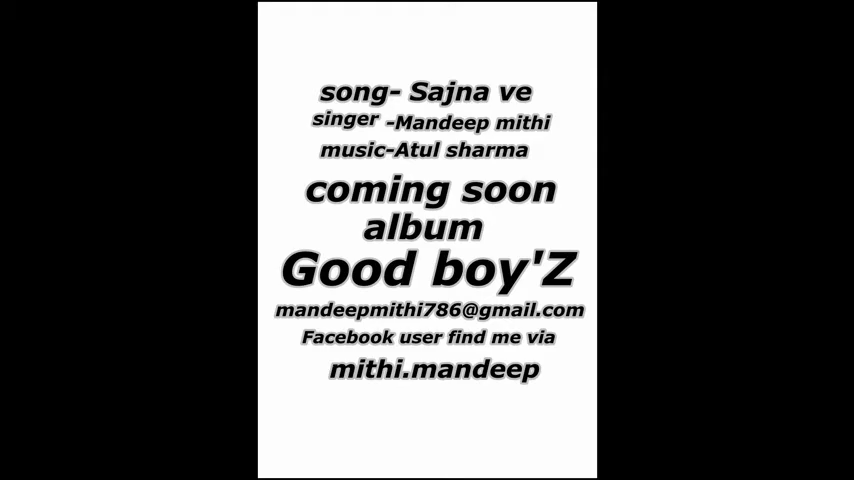 song- Sajna ve
singer -Mandeep mithi
music-Atul sharma
coming soon
album
Good boy'Z
mandeepmithi786@gmail.com
Facebook user find me via
mithi.mandeep